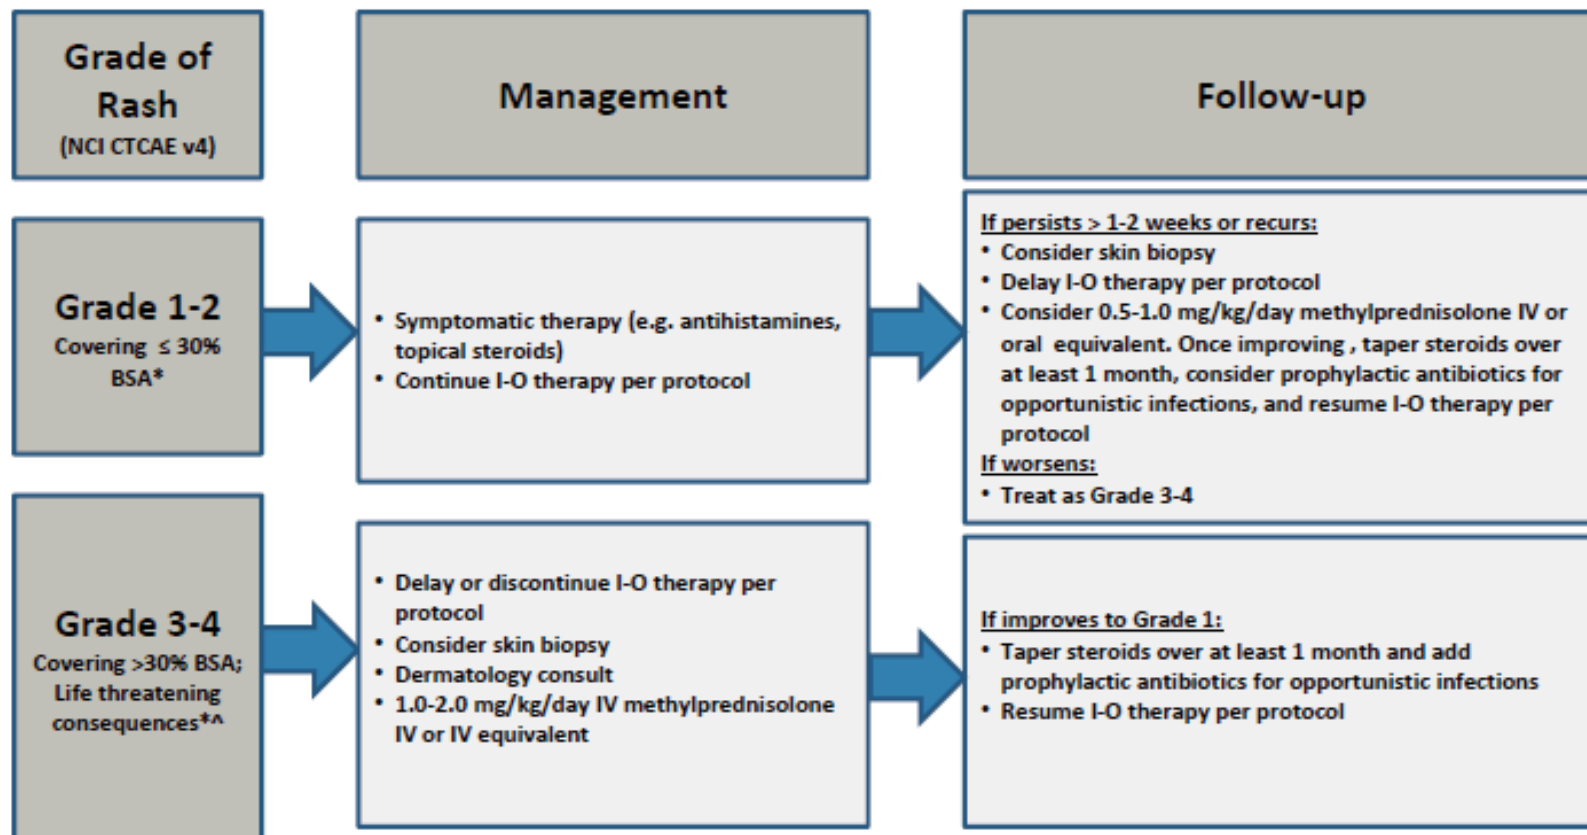 Grade of
Rash
(NCI CTCAE v4)
Management
Follow-up
Grade 1-2
Covering ≤ 30%
BSA*
• Symptomatic therapy (e.g. antihistamines,
topical steroids)
• Continue I-O therapy per protocol
If persists > 1-2 weeks or recurs:
• Consider skin biopsy
• Delay I-O therapy per protocol
• Consider 0.5-1.0 mg/kg/day methylprednisolone IV or
oral equivalent. Once improving , taper steroids over
at least 1 month, consider prophylactic antibiotics for
opportunistic infections, and resume I-O therapy per
protocol
If worsens:
• Treat as Grade 3-4
Grade 3-4
Covering >30% BSA;
Life threatening
consequences*^
• Delay or discontinue I-O therapy per
protocol
• Consider skin biopsy
• Dermatology consult
• 1.0-2.0 mg/kg/day IV methylprednisolone
IV or IV equivalent
If improves to Grade 1:
• Taper steroids over at least 1 month and add
prophylactic antibiotics for opportunistic infections
• Resume I-O therapy per protocol